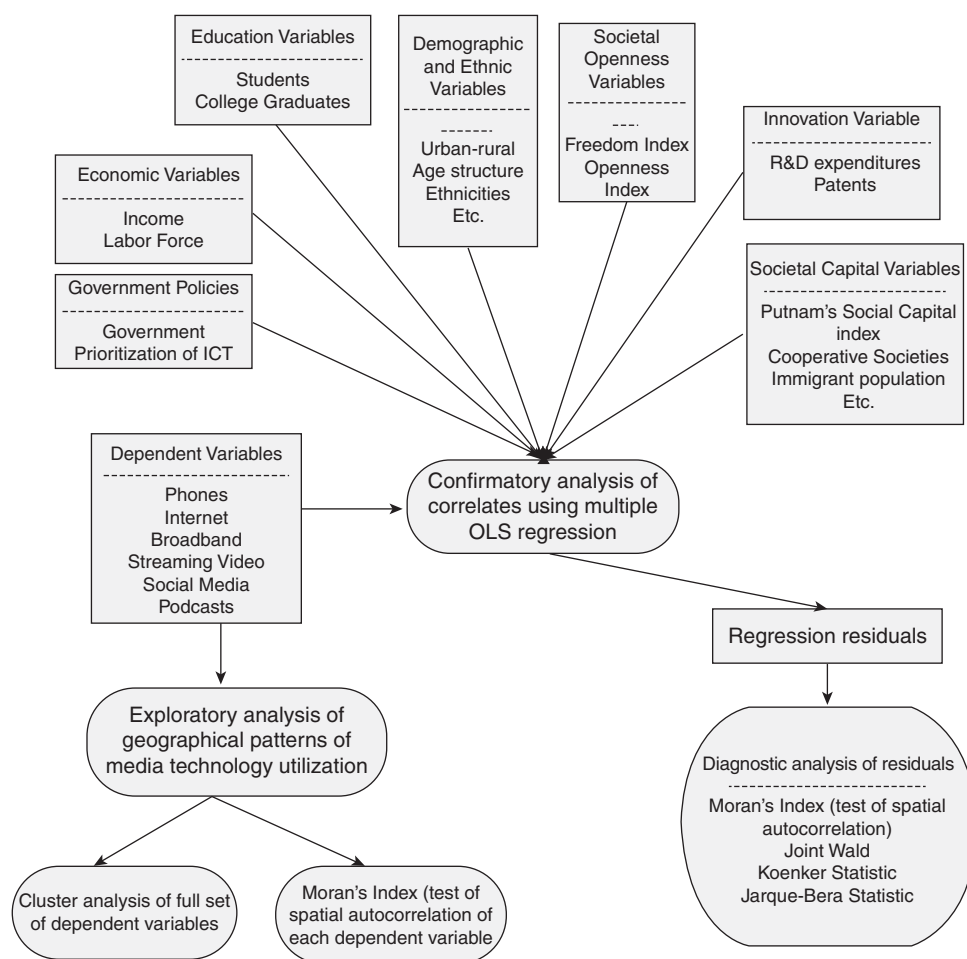 Education Variables
Students
College Graduates
Demographic
and Ethnic
Variables
Urban-rural
Age structure
Ethnicities
Etc.
Societal
Openness
Variables
Freedom Index
Openness
Index
Innovation Variable
R&D expenditures
Patents
Economic Variables
Income
Labor Force
Government Policies
Government
Prioritization of ICT
Societal Capital Variables
Putnam's Social Capital
index
Cooperative Societies
Immigrant population
Etc.
Dependent Variables
Phones
Internet
Broadband
Streaming Video
Social Media
Podcasts
Confirmatory analysis of
correlates using multiple
OLS regression
Regression residuals
Exploratory analysis of
geographical patterns of
media technology utilization
Diagnostic analysis of residuals
Moran's Index (test of spatial
autocorrelation)
Joint Wald
Koenker Statistic
Jarque-Bera Statistic
Cluster analysis of full set
of dependent variables
Moran's Index (test of
spatial autocorrelation of
each dependent variable